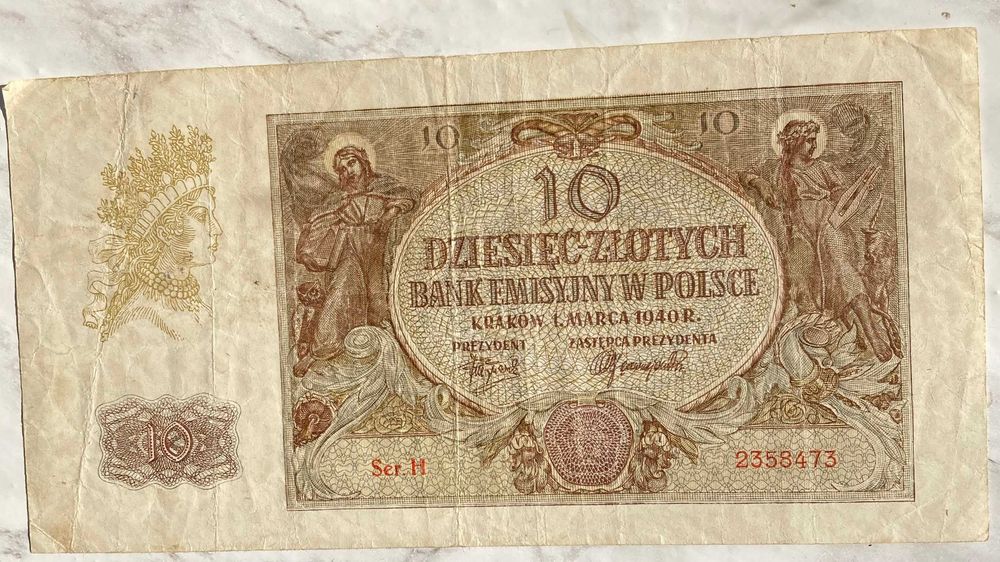 10 10
10
DZIESIĘĆ-ZŁOTYCH
BANK EMISYJNY W POLSCE
KRAKÓW 1. MARCA 1940 R.
PREZYDENT ZASTĘPCA PREZYDENTA
10
Ser. H 2358473